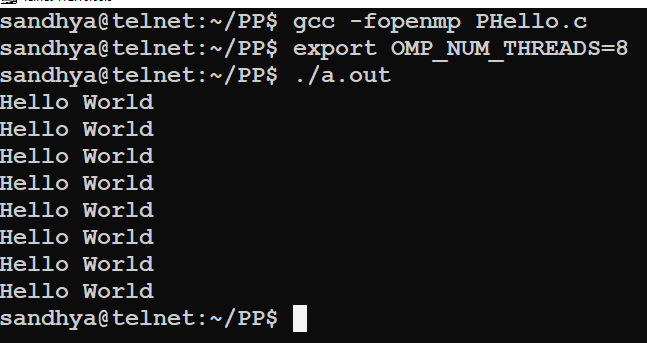 sandhya@telnet:~/PP$ gcc -fopenmp PHello.c
sandhya@telnet:~/PP$ export OMP_NUM_THREADS=8
sandhya@telnet:~/PP$ ./a.out
Hello World
Hello World
Hello World
Hello World
Hello World
Hello World
Hello World
Hello World
sandhya@telnet:~/PP$